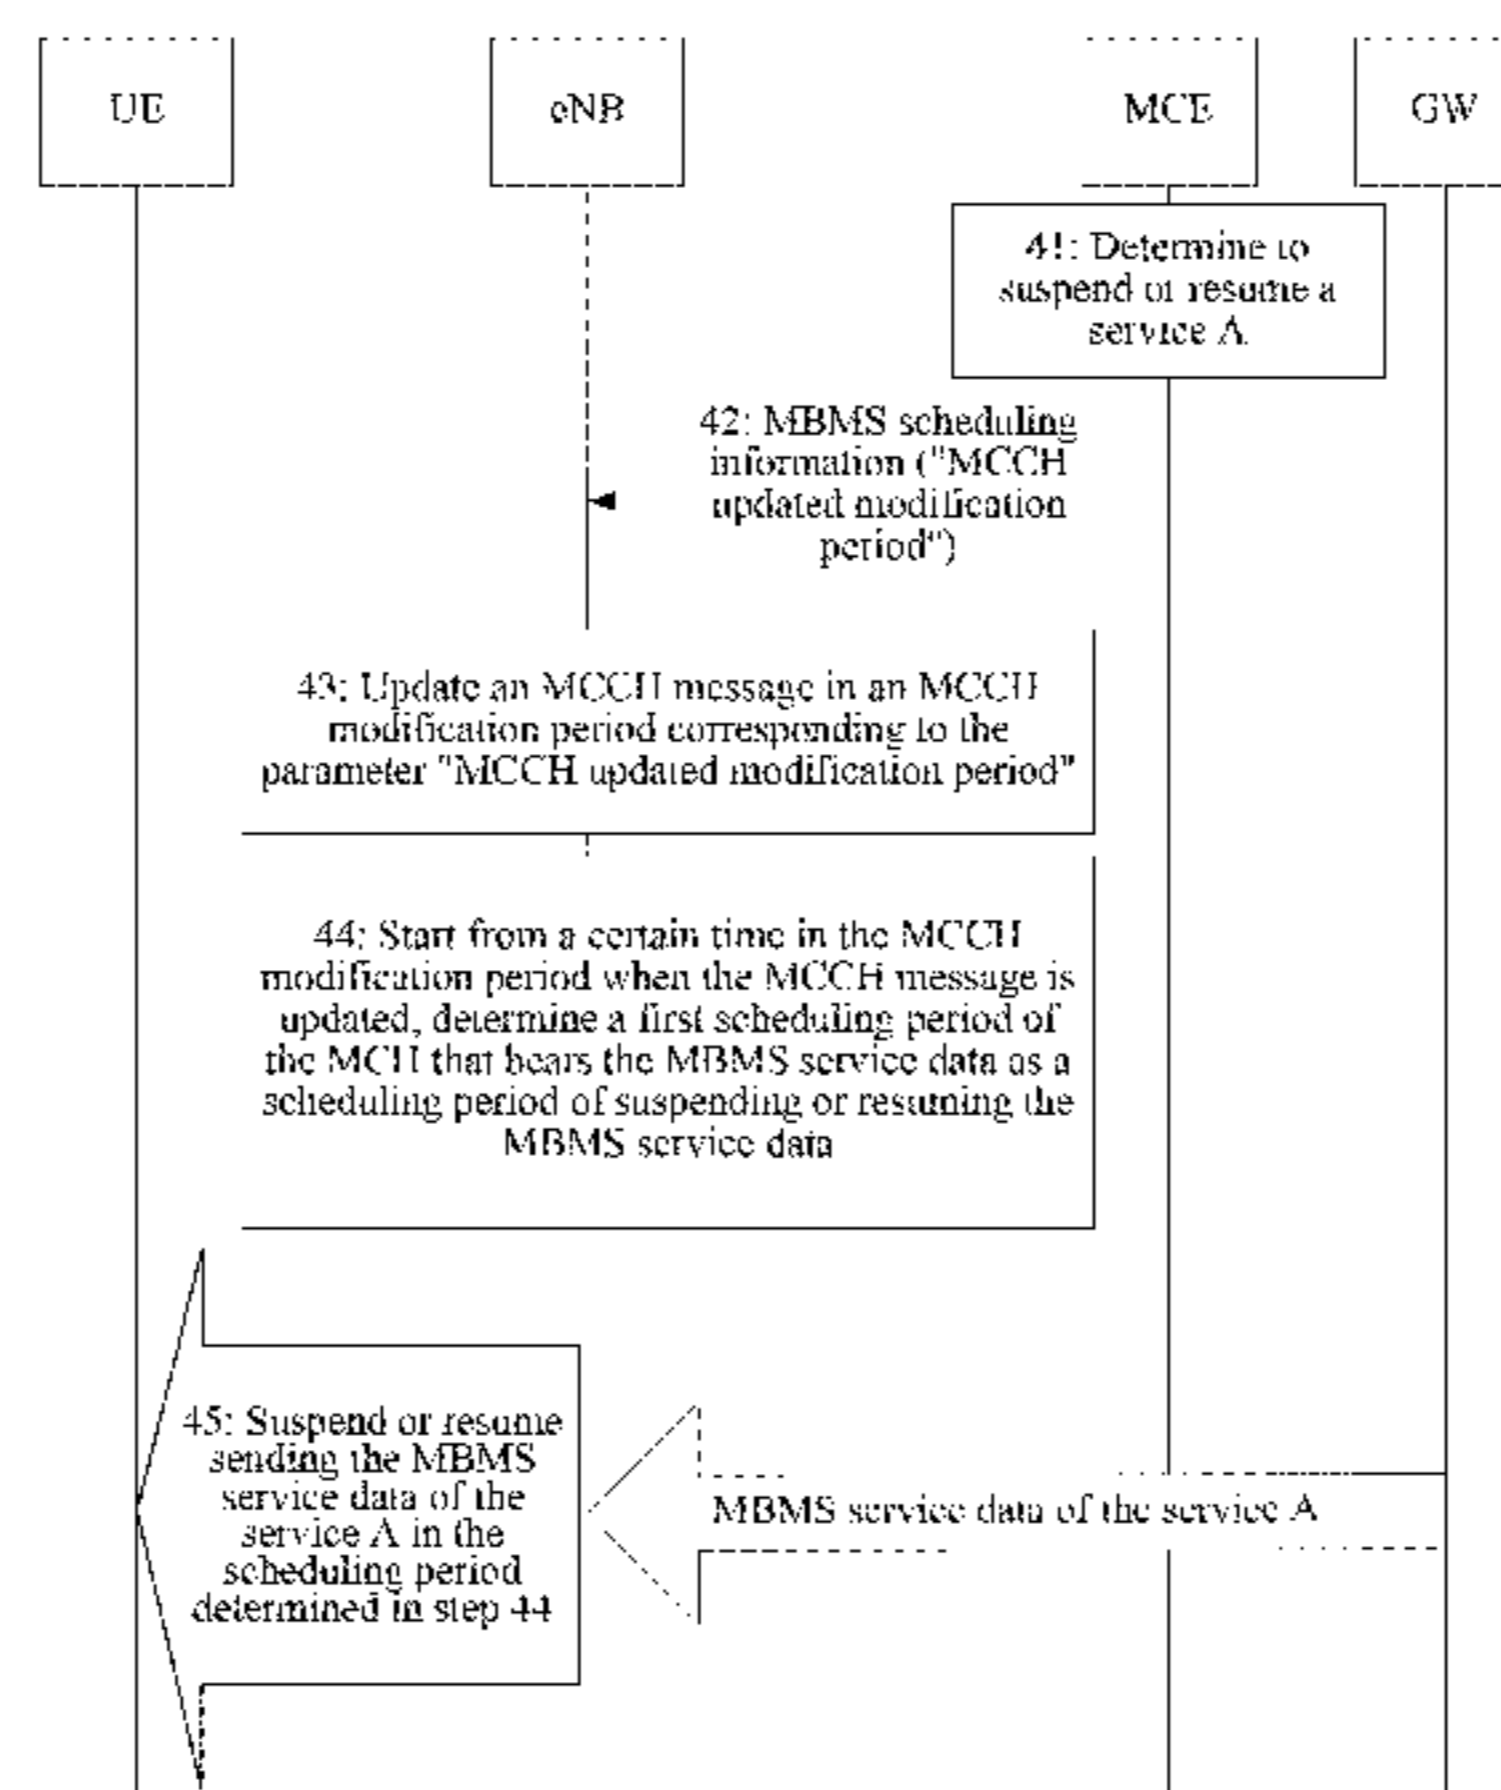 UE
eNB
MCE
GW
41: Determine to
suspend or resume a
service A
42: MBMS scheduling
information ("MCCH
updated modification
period")
43: Update an MCCH message in an MCCH
modification period corresponding to the
parameter "MCCH updated modification period"
44: Start from a certain time in the MCCH
modification period when the MCCH message is
updated, determine a first scheduling period of
the MCH that bears the MBMS service data as a
scheduling period of suspending or resuming the
MBMS service data
45: Suspend or resume
sending the MBMS
service data of the
service A in the
scheduling period
determined in step 44
MBMS service data of the service A